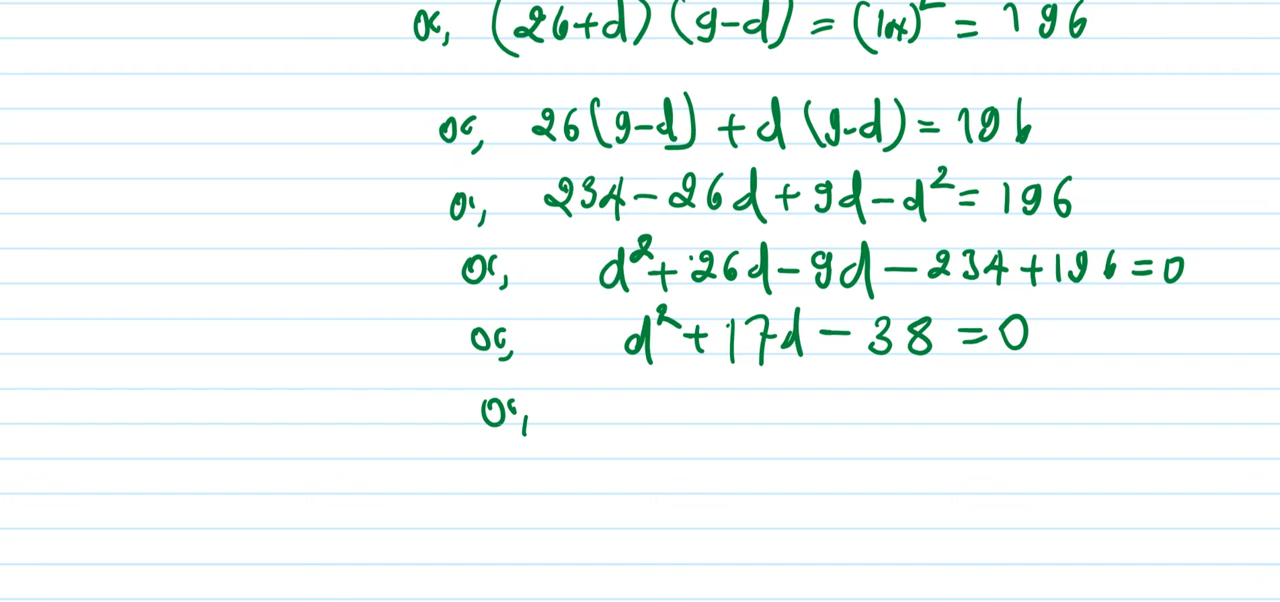 or, (26+d) (9-d) = (14)² = 196
or, 26(9-d) + d (9-d) = 196
or, 234 - 26d + 9d - d² = 196
or, d² + 26d - 9d - 234 + 196 = 0
or, d² + 17d - 38 = 0
or,